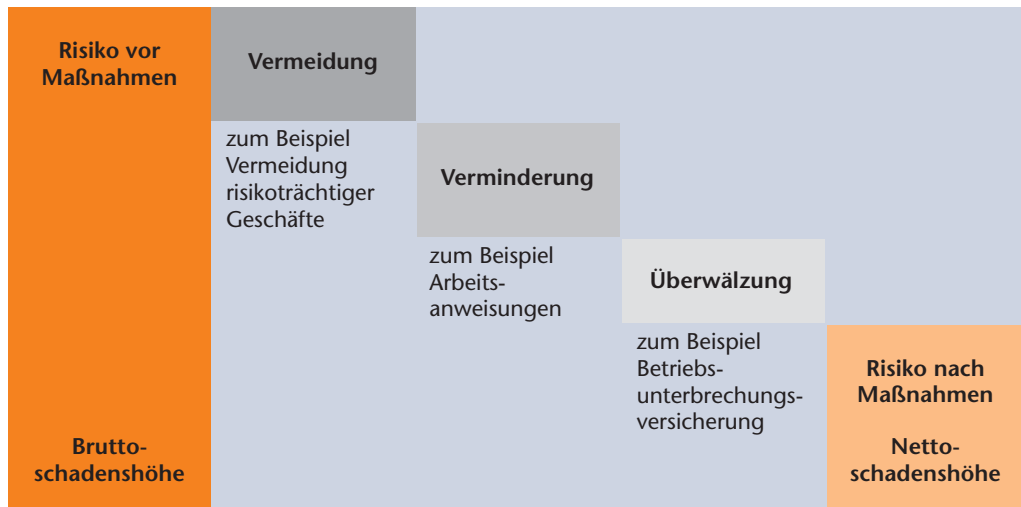 Risiko vor
Maßnahmen
Vermeidung
zum Beispiel
Vermeidung
risikoträchtiger
Geschäfte
Verminderung
zum Beispiel
Arbeits-
anweisungen
Überwälzung
zum Beispiel
Betriebs-
unterbrechungs-
versicherung
Risiko nach
Maßnahmen
Brutto-
schadenshöhe
Netto-
schadenshöhe